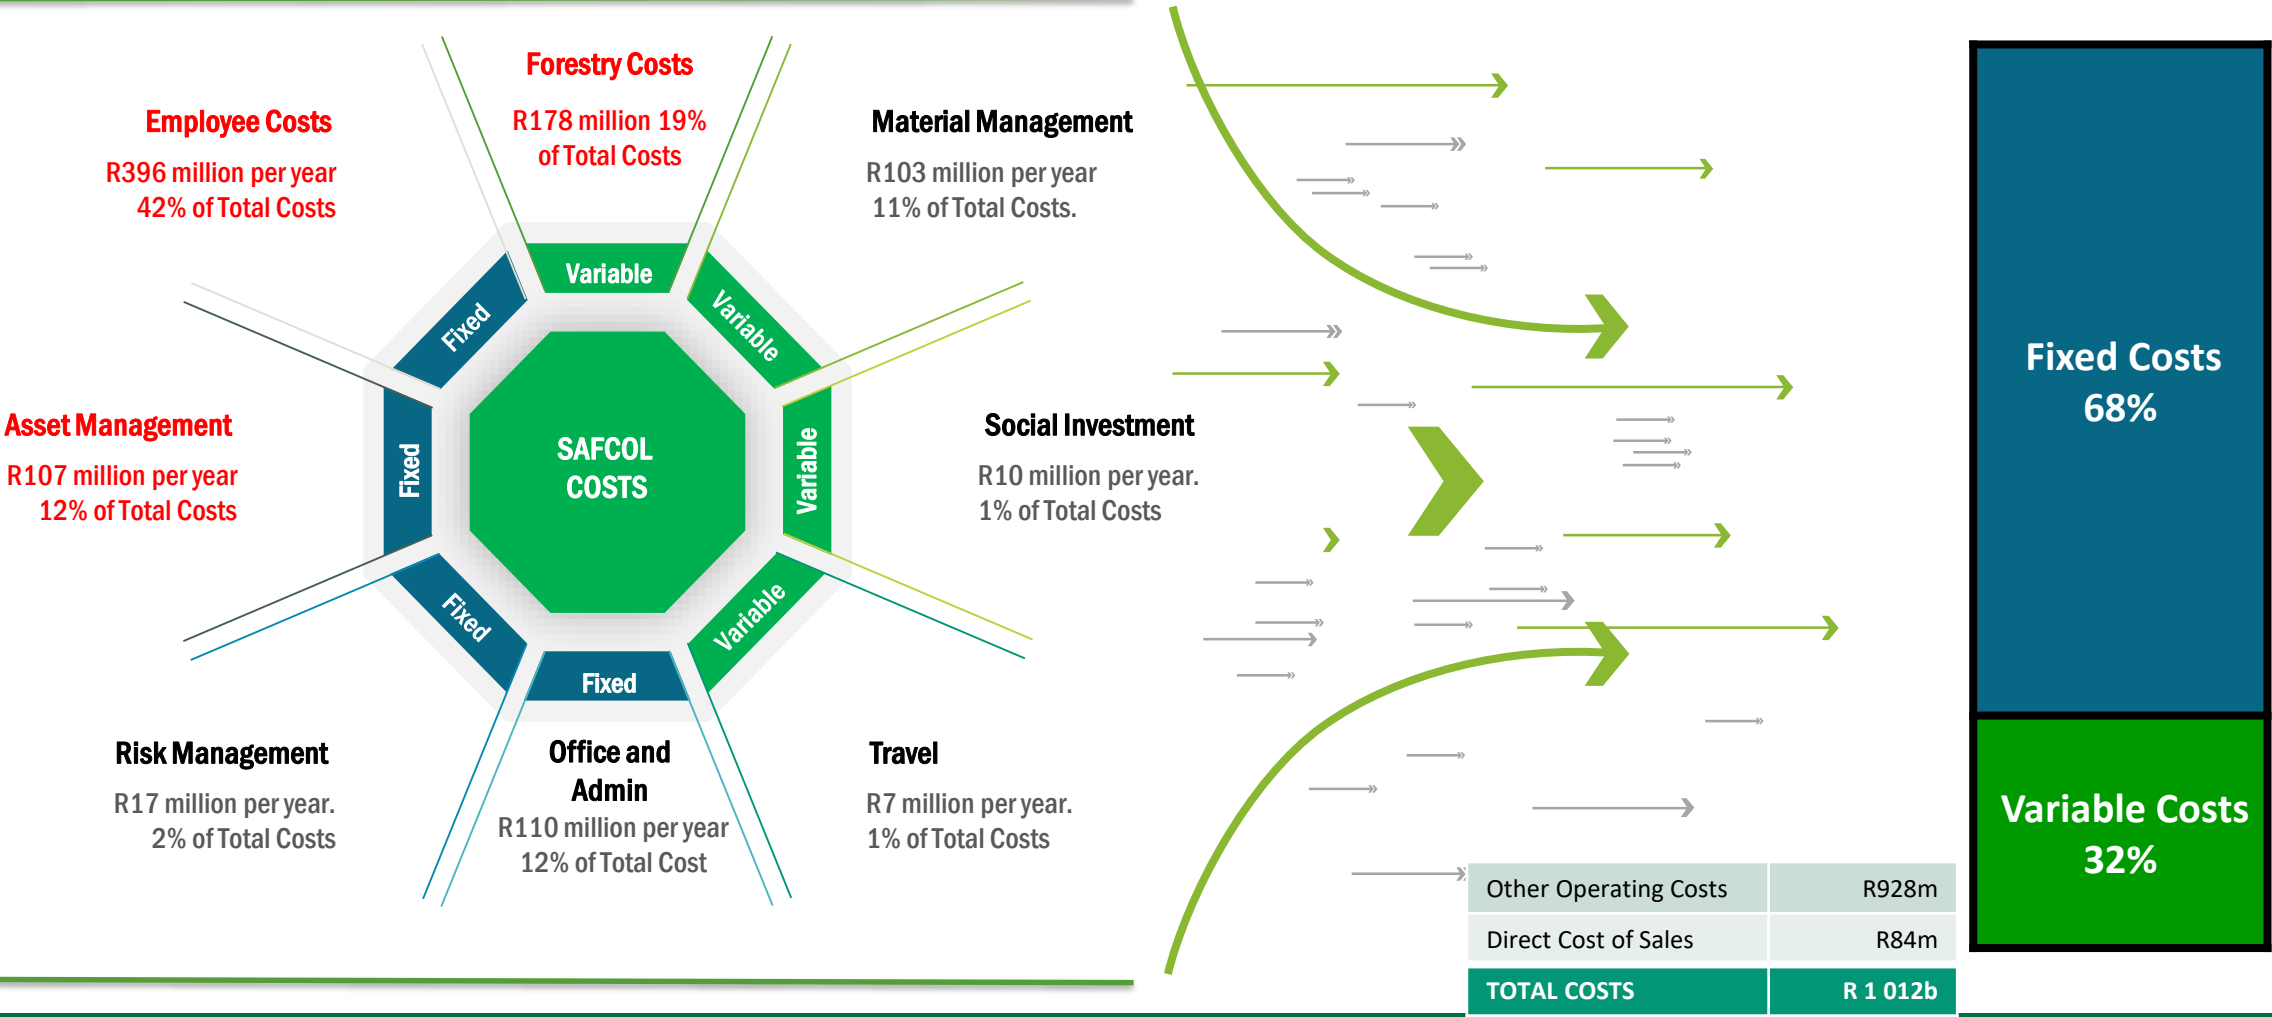 Forestry Costs
R178 million 19%
of Total Costs
Employee Costs
R396 million per year
42% of Total Costs
Material Management
R103 million per year
11% of Total Costs.
Asset Management
R107 million per year
12% of Total Costs
Social Investment
R10 million per year.
1% of Total Costs
Risk Management
R17 million per year.
2% of Total Costs
Office and
Admin
R110 million per year
12% of Total Cost
Travel
R7 million per year.
1% of Total Costs
Variable
Variable
Variable
Variable
Fixed
Fixed
Fixed
Fixed
SAFCOL
COSTS
Fixed Costs
68%
Variable Costs
32%
Other Operating Costs R928m
Direct Cost of Sales R84m
TOTAL COSTS R 1 012b